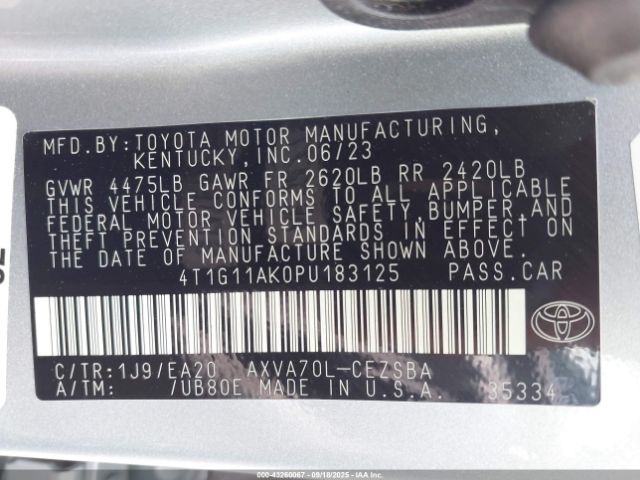 MFD.BY:TOYOTA MOTOR MANUFACTURING,
KENTUCKY,INC.06/23
GVWR 4475LB GAWR FR 2620LB RR 2420LB
THIS VEHICLE CONFORMS TO ALL APPLICABLE
FEDERAL MOTOR VEHICLE SAFETY,BUMPER,AND
THEFT PREVENTION STANDARDS IN EFFECT ON
THE DATE OF MANUFACTURE SHOWN ABOVE.
4T1G11AK0PU183125 PASS.CAR
C/TR:1J9/EA20 AXVA70L-CEZSBA
A/TM: /UB80E MADE IN U.S.A. 35334
000-43260067 - 09/18/2025 - IAAI.COM